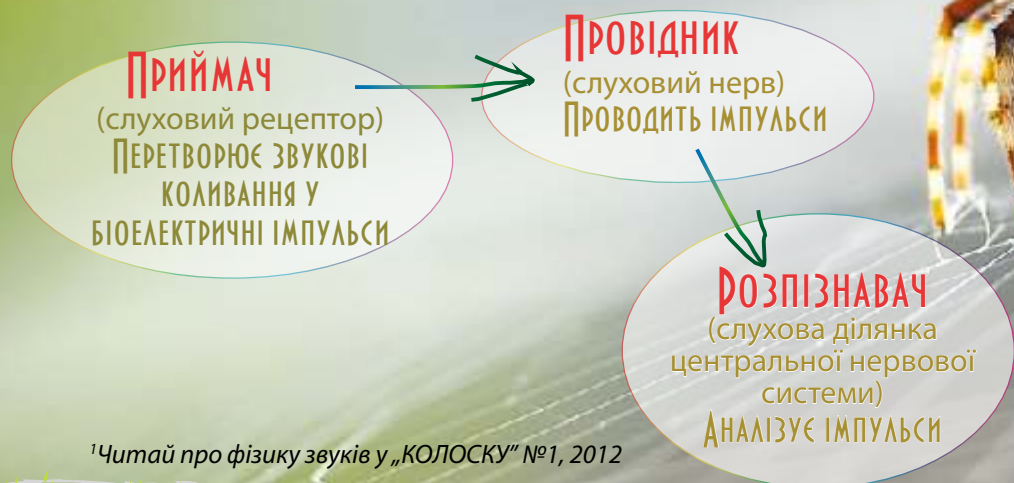 Приймач
(слуховий рецептор)
Перетворює звукові
коливання у
біоелектричні імпульси
Провідник
(слуховий нерв)
Проводить імпульси
Розпізнавач
(слухова ділянка
центральної нервової
системи)
Аналізує імпульси
¹Читай про фізику звуків у „КОЛОСКУ” №1, 2012